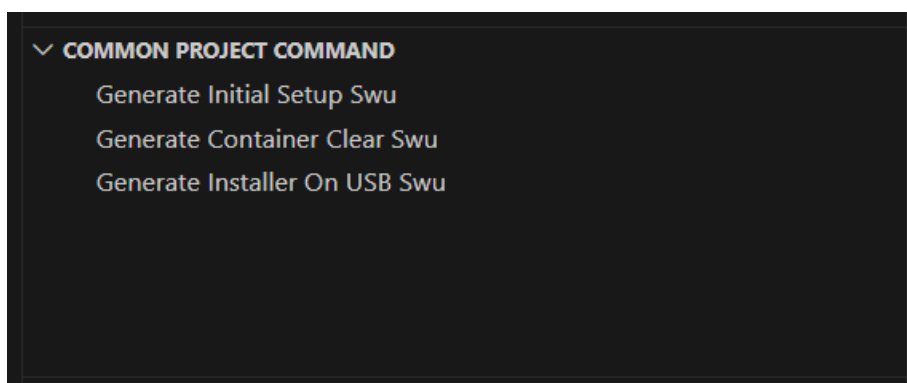 COMMON PROJECT COMMAND
Generate Initial Setup Swu
Generate Container Clear Swu
Generate Installer On USB Swu